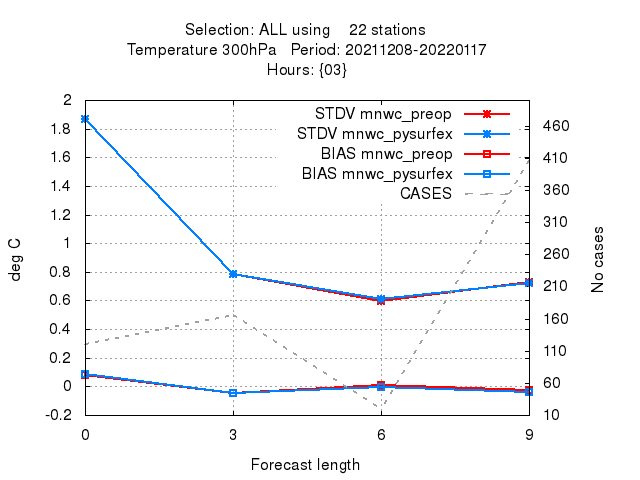 Selection: ALL using 22 stations
Temperature 300hPa Period: 20211208-20220117
Hours: {03}
STDV mnwc_preop
STDV mnwc_pysurfex
BIAS mnwc_preop
BIAS mnwc_pysurfex
CASES
2
1.8
1.6
1.4
1.2
1
0.8
0.6
0.4
0.2
0
-0.2
460
410
360
310
260
210
160
110
60
10
deg C
No cases
0 3 6 9
Forecast length